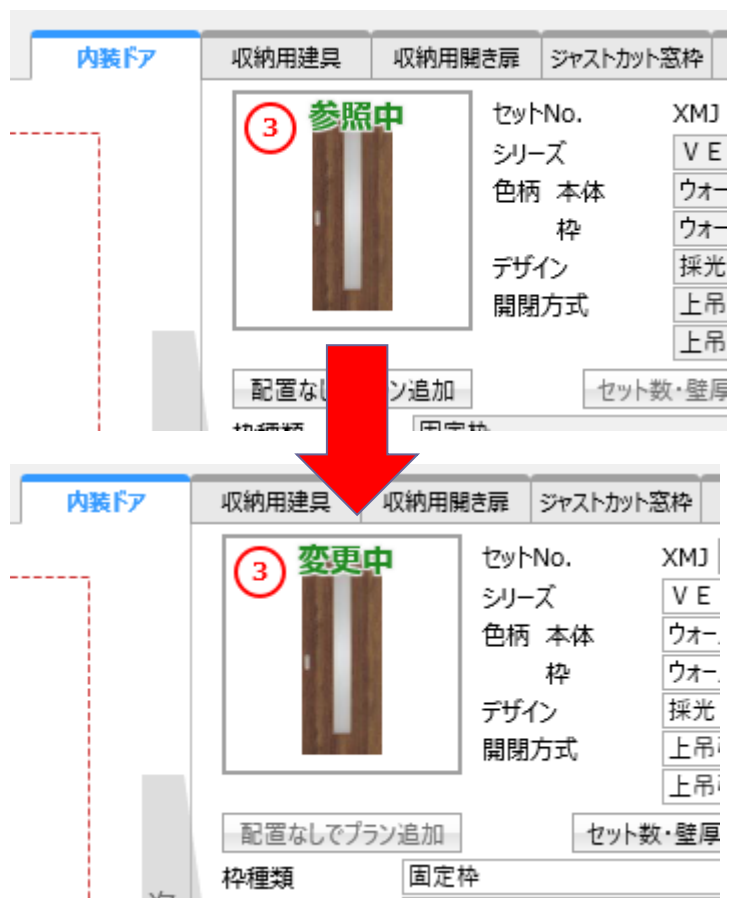 内装ドア 収納用建具 収納用開き扉 ジャストカット窓枠
③ 参照中
セットNo. XMJ
シリーズ ＶＥ
色柄 本体 ウォー
枠 ウォー
デザイン 採光
開閉方式 上吊
上吊
配置なし ン追加 セット数・壁厚
枠種類 固定枠
内装ドア 収納用建具 収納用開き扉 ジャストカット窓枠
③ 変更中
セットNo. XMJ
シリーズ ＶＥ
色柄 本体 ウォー
枠 ウォー
デザイン 採光
開閉方式 上吊
上吊
配置なしでプラン追加 セット数・壁厚
枠種類 固定枠